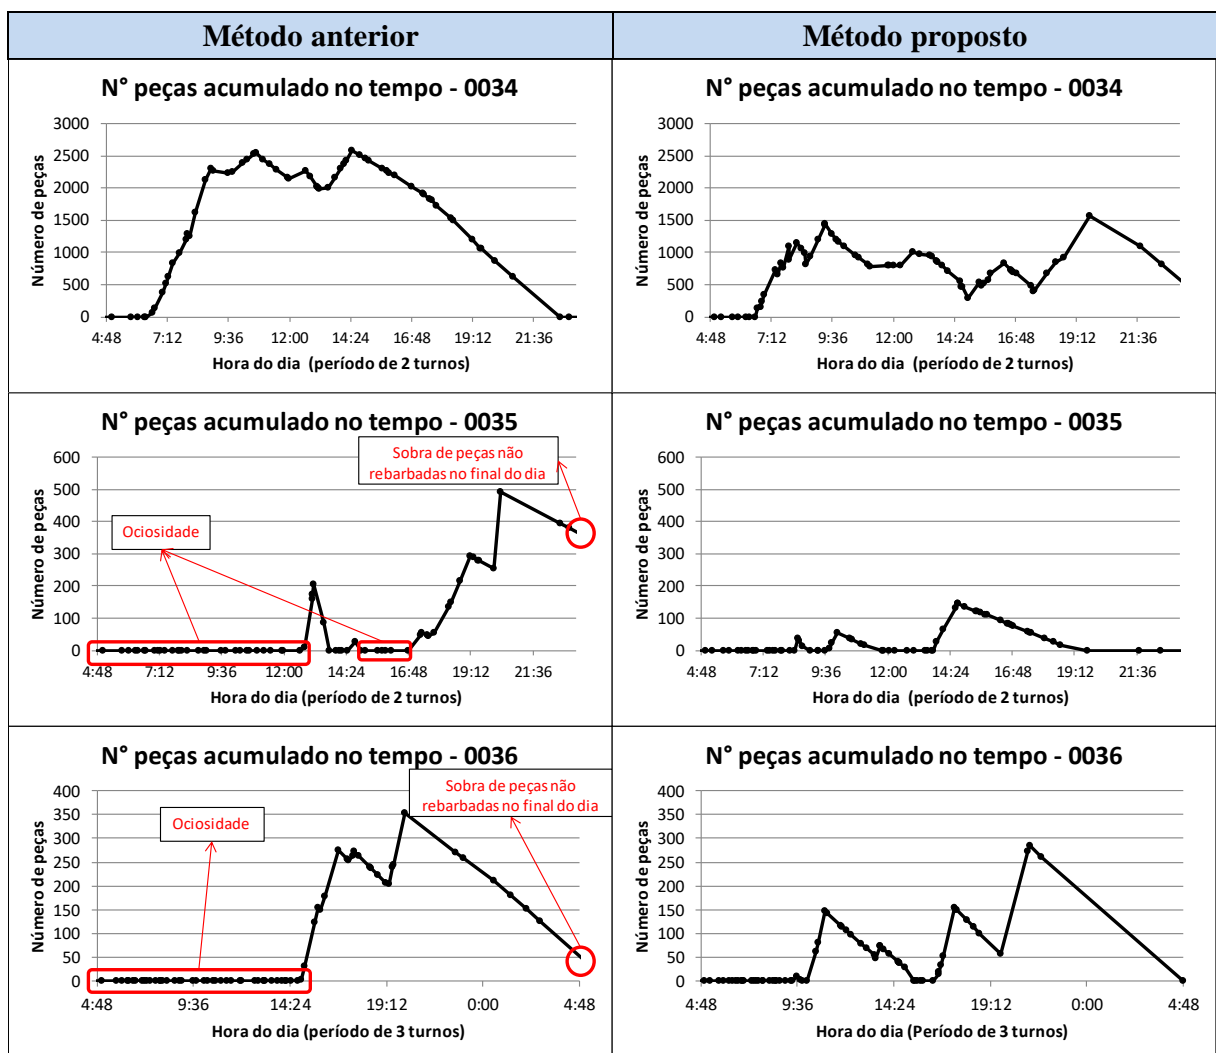 Método anterior
Método proposto
N° peças acumulado no tempo - 0034
Número de peças
3000
2500
2000
1500
1000
500
0
4:48 7:12 9:36 12:00 14:24 16:48 19:12 21:36
Hora do dia (período de 2 turnos)
N° peças acumulado no tempo - 0034
Número de peças
3000
2500
2000
1500
1000
500
0
4:48 7:12 9:36 12:00 14:24 16:48 19:12 21:36
Hora do dia (período de 2 turnos)
N° peças acumulado no tempo - 0035
Sobra de peças não
rebarbadas no final do dia
Ociosidade
Número de peças
600
500
400
300
200
100
0
4:48 7:12 9:36 12:00 14:24 16:48 19:12 21:36
Hora do dia (período de 2 turnos)
N° peças acumulado no tempo - 0035
Número de peças
600
500
400
300
200
100
0
4:48 7:12 9:36 12:00 14:24 16:48 19:12 21:36
Hora do dia (período de 2 turnos)
N° peças acumulado no tempo - 0036
Sobra de peças não
rebarbadas no final do dia
Ociosidade
Número de peças
400
350
300
250
200
150
100
50
0
4:48 9:36 14:24 19:12 0:00 4:48
Hora do dia (período de 3 turnos)
N° peças acumulado no tempo - 0036
Número de peças
400
350
300
250
200
150
100
50
0
4:48 9:36 14:24 19:12 0:00 4:48
Hora do dia (Período de 3 turnos)